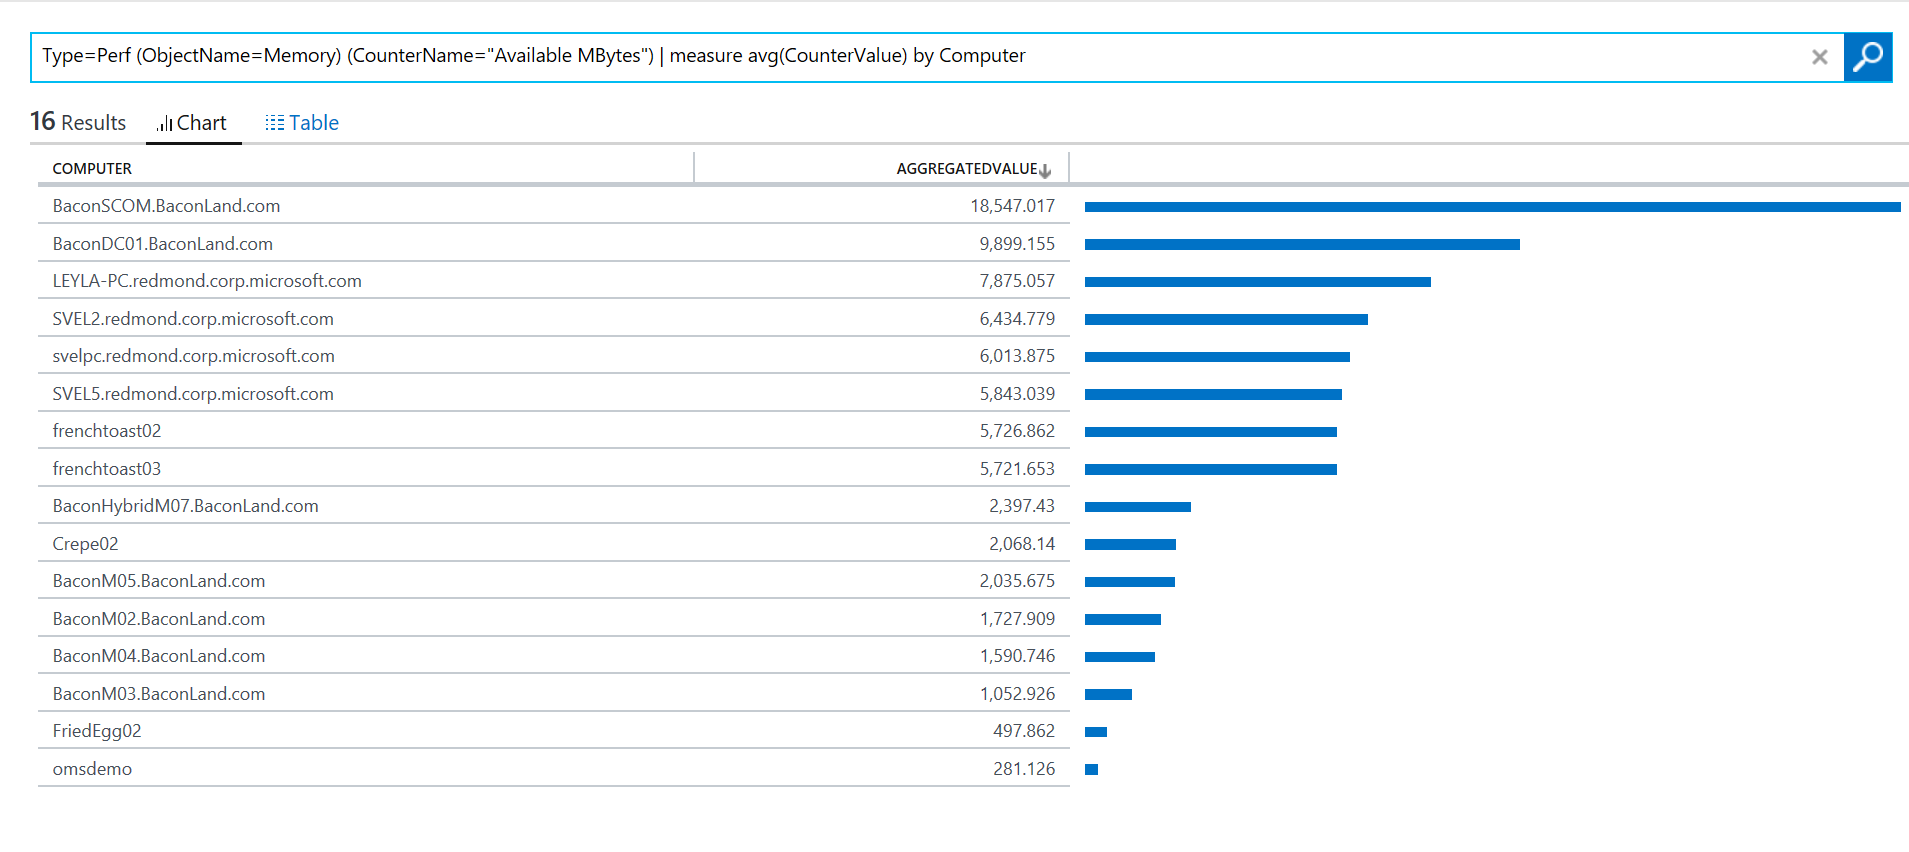 Type=Perf (ObjectName=Memory) (CounterName="Available MBytes") | measure avg(CounterValue) by Computer
16 Results Chart Table
COMPUTER AGGREGATEDVALUE
BaconSCOM.BaconLand.com 18,547.017
BaconDC01.BaconLand.com 9,899.155
LEYLA-PC.redmond.corp.microsoft.com 7,875.057
SVEL2.redmond.corp.microsoft.com 6,434.779
svelpc.redmond.corp.microsoft.com 6,013.875
SVEL5.redmond.corp.microsoft.com 5,843.039
frenchtoast02 5,726.862
frenchtoast03 5,721.653
BaconHybridM07.BaconLand.com 2,397.43
Crepe02 2,068.14
BaconM05.BaconLand.com 2,035.675
BaconM02.BaconLand.com 1,727.909
BaconM04.BaconLand.com 1,590.746
BaconM03.BaconLand.com 1,052.926
FriedEgg02 497.862
omsdemo 281.126